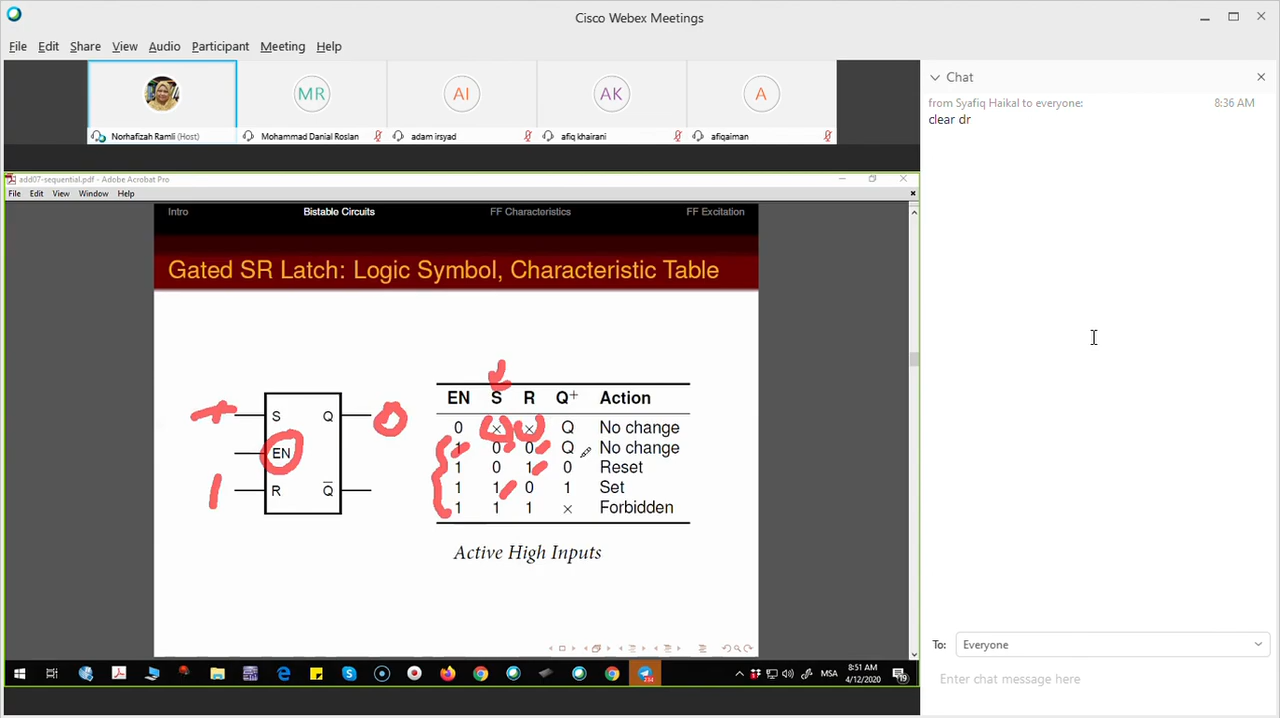 Cisco Webex Meetings
File Edit Share View Audio Participant Meeting Help
MR AI AK A
Norhafizah Ramli (Host) Mohammad Danial Roslan adam irsyad afiq khairani afiqaiman
Chat
from Syafiq Haikal to everyone: 8:36 AM
clear dr
add07-sequential.pdf - Adobe Acrobat Pro
File Edit View Window Help
Intro Bistable Circuits FF Characteristics FF Excitation
Gated SR Latch: Logic Symbol, Characteristic Table
S Q
EN
R Q̅
1
0
EN S R Q+ Action
0 × × Q No change
1 0 0 Q No change
1 0 1 0 Reset
1 1 0 1 Set
1 1 1 × Forbidden
Active High Inputs
MSA
8:51 AM
4/12/2020
234
19
To: Everyone
Enter chat message here